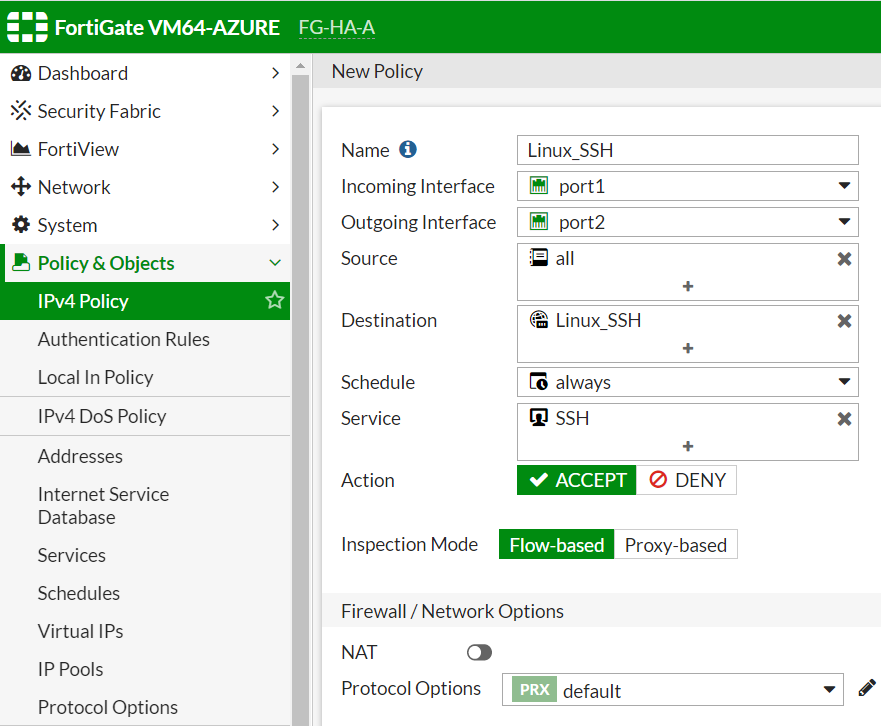 FortiGate VM64-AZURE FG-HA-A
Dashboard
Security Fabric
FortiView
Network
System
Policy & Objects
IPv4 Policy
Authentication Rules
Local In Policy
IPv4 DoS Policy
Addresses
Internet Service
Database
Services
Schedules
Virtual IPs
IP Pools
Protocol Options
New Policy
Name Linux_SSH
Incoming Interface port1
Outgoing Interface port2
Source all
+
Destination Linux_SSH
+
Schedule always
Service SSH
+
Action ACCEPT DENY
Inspection Mode Flow-based Proxy-based
Firewall / Network Options
NAT
Protocol Options PRX default